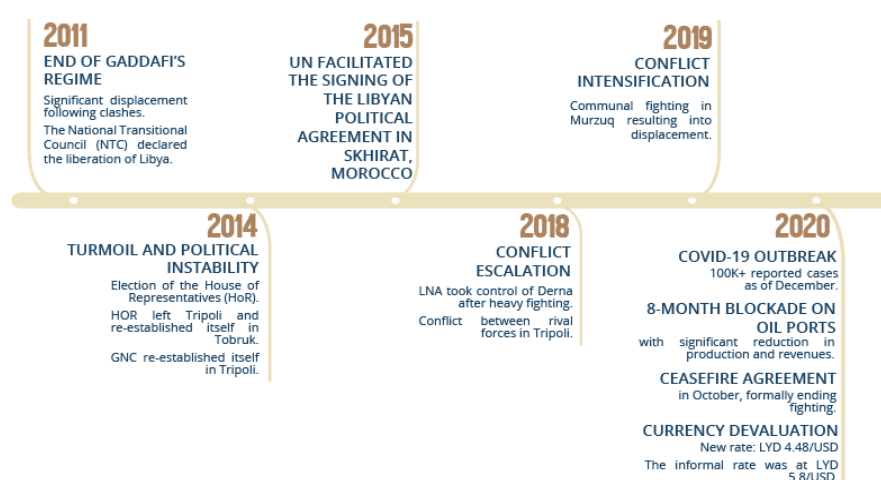 2011
END OF GADDAFI'S
REGIME
Significant displacement
following clashes.
The National Transitional
Council (NTC) declared
the liberation of Libya.
2014
TURMOIL AND POLITICAL
INSTABILITY
Election of the House of
Representatives (HoR).
HOR left Tripoli and
re-established itself in
Tobruk.
GNC re-established itself
in Tripoli.
2015
UN FACILITATED
THE SIGNING OF
THE LIBYAN
POLITICAL
AGREEMENT IN
SKHIRAT,
MOROCCO
2018
CONFLICT
ESCALATION
LNA took control of Derna
after heavy fighting.
Conflict between rival
forces in Tripoli.
2019
CONFLICT
INTENSIFICATION
Communal fighting in
Murzuq resulting into
displacement.
2020
COVID-19 OUTBREAK
100K+ reported cases
as of December.
8-MONTH BLOCKADE ON
OIL PORTS
with significant reduction in
production and revenues.
CEASEFIRE AGREEMENT
in October, formally ending
fighting.
CURRENCY DEVALUATION
New rate: LYD 4.48/USD
The informal rate was at LYD
5.8/USD.